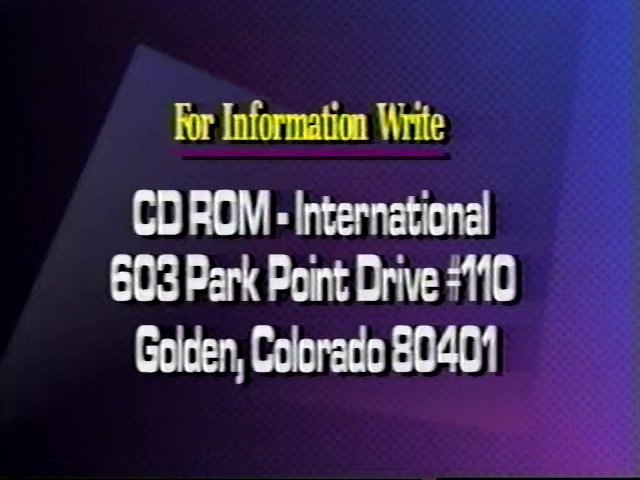 For Information Write
CD ROM - International
603 Park Point Drive #110
Golden, Colorado 80401